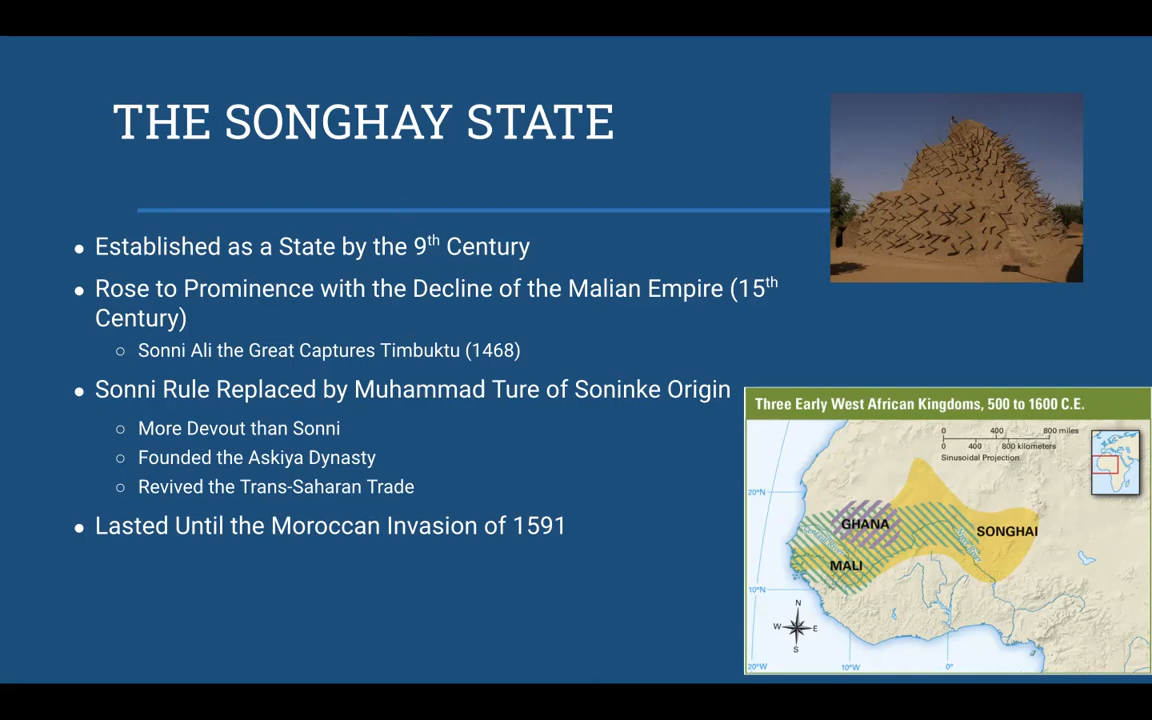 THE SONGHAY STATE
● Established as a State by the 9th Century
● Rose to Prominence with the Decline of the Malian Empire (15th
Century)
○ Sonni Ali the Great Captures Timbuktu (1468)
● Sonni Rule Replaced by Muhammad Ture of Soninke Origin
○ More Devout than Sonni
○ Founded the Askiya Dynasty
○ Revived the Trans-Saharan Trade
● Lasted Until the Moroccan Invasion of 1591
Three Early West African Kingdoms, 500 to 1600 C.E.
0 400 800 miles
0 400 800 kilometers
Sinusoidal Projection
20°N
GHANA
SONGHAI
MALI
10°N
N
W E
S
20°W 10°W 0°